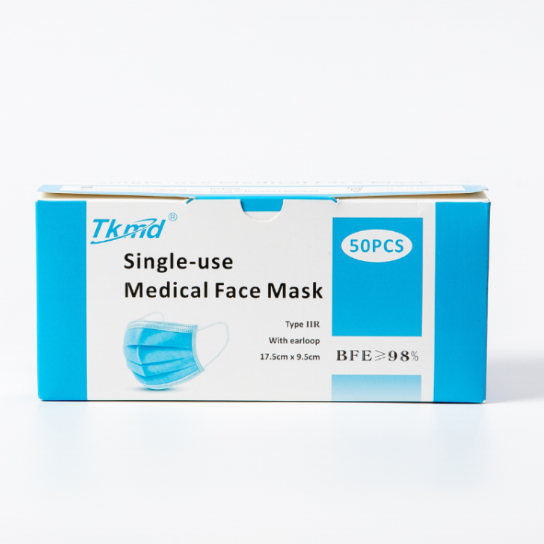 Tkmd®
50PCS
Single-use
Medical Face Mask
Type IIR
With earloop
17.5cm x 9.5cm
BFE≥98%